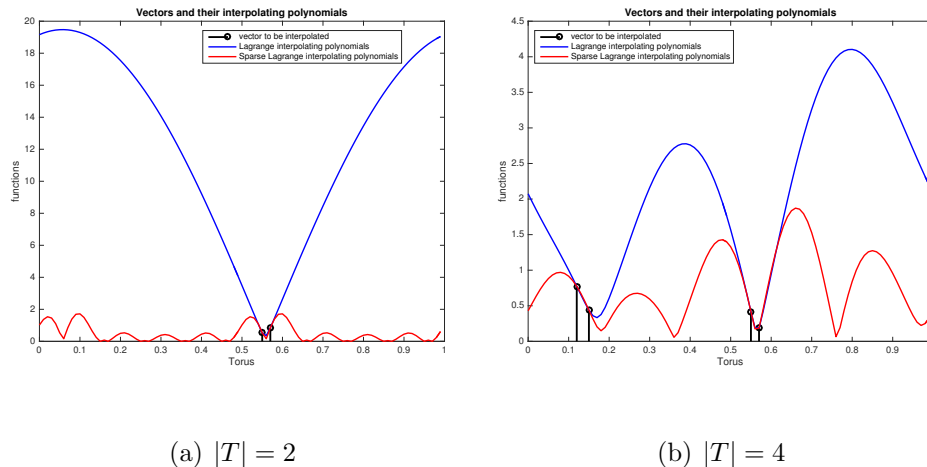 Vectors and their interpolating polynomials
vector to be interpolated
Lagrange interpolating polynomials
Sparse Lagrange interpolating polynomials
functions
20
18
16
14
12
10
8
6
4
2
0
0 0.1 0.2 0.3 0.4 0.5 0.6 0.7 0.8 0.9 1
Torus
(a) |T| = 2
Vectors and their interpolating polynomials
vector to be interpolated
Lagrange interpolating polynomials
Sparse Lagrange interpolating polynomials
functions
4.5
4
3.5
3
2.5
2
1.5
1
0.5
0
0 0.1 0.2 0.3 0.4 0.5 0.6 0.7 0.8 0.9
Torus
(b) |T| = 4